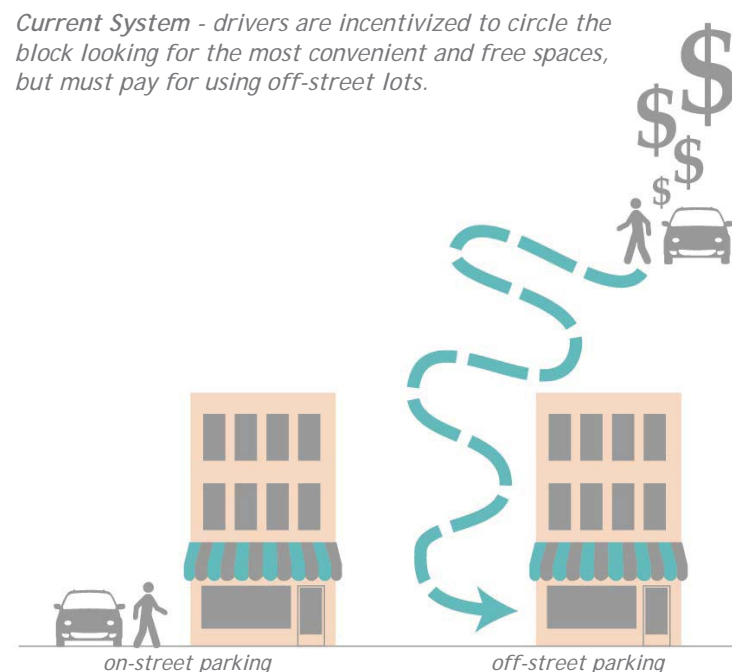 Current System - drivers are incentivized to circle the
block looking for the most convenient and free spaces,
but must pay for using off-street lots.
$
$
$
$
on-street parking
off-street parking